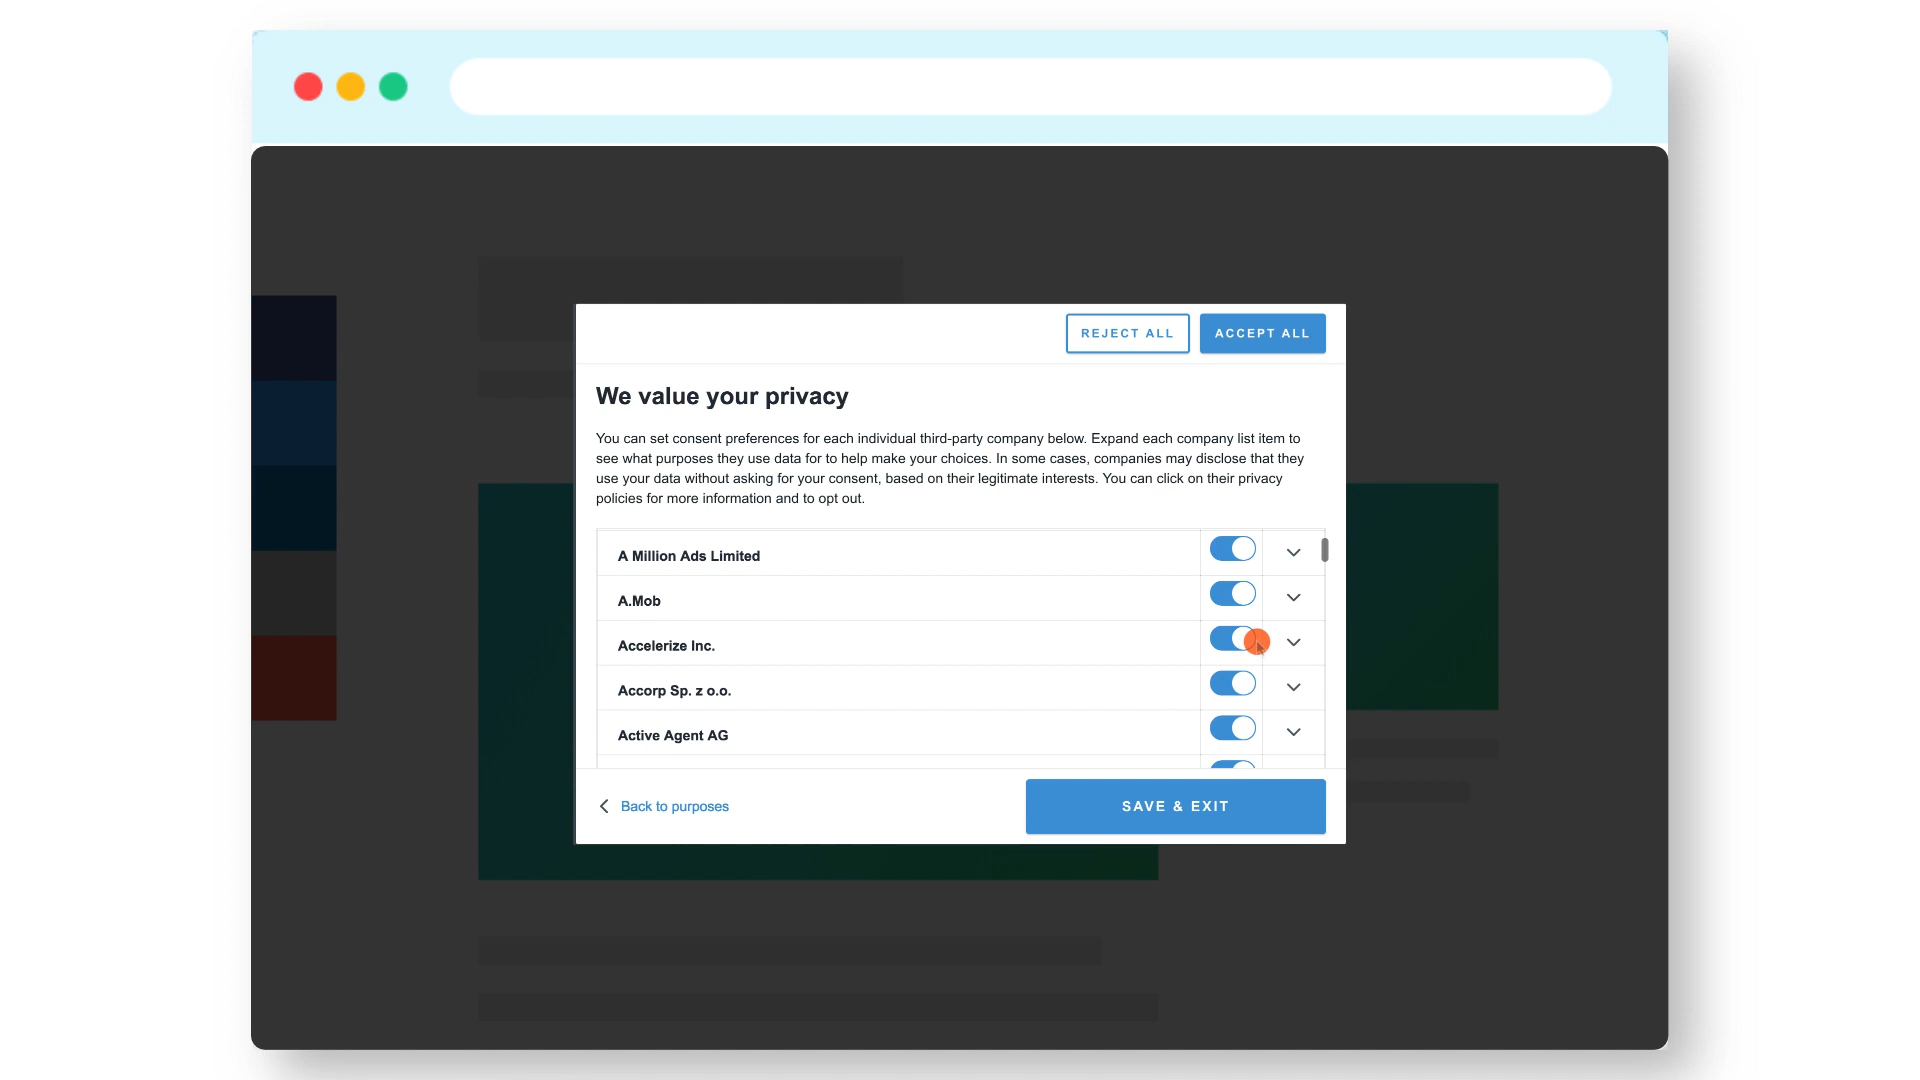 REJECT ALL
ACCEPT ALL
We value your privacy
You can set consent preferences for each individual third-party company below. Expand each company list item to
see what purposes they use data for to help make your choices. In some cases, companies may disclose that they
use your data without asking for your consent, based on their legitimate interests. You can click on their privacy
policies for more information and to opt out.
A Million Ads Limited
A.Mob
Accelerize Inc.
Accorp Sp. z o.o.
Active Agent AG
Back to purposes
SAVE & EXIT